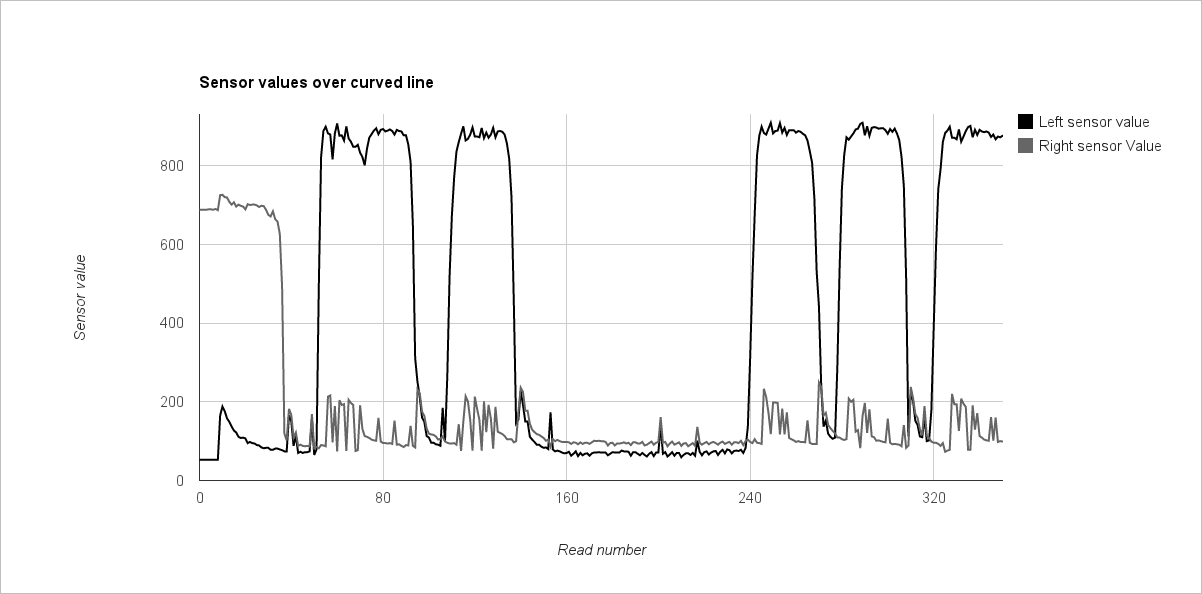 Sensor values over curved line
Left sensor value
Right sensor Value
800
600
400
200
0
0 80 160 240 320
Sensor value
Read number